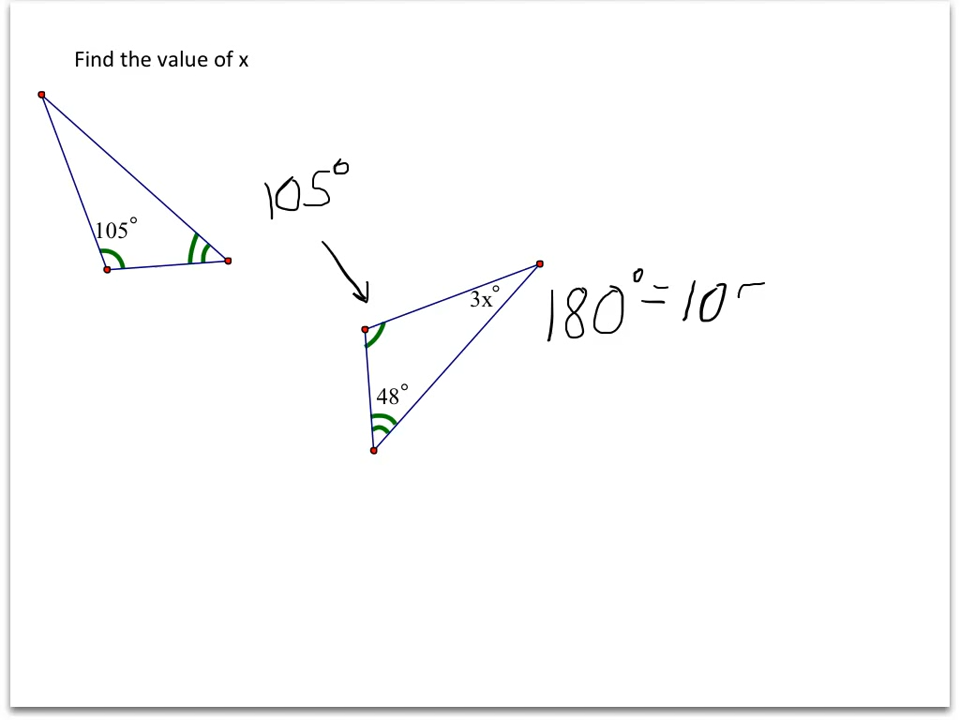 Find the value of x
105°
105°
3x°
180° = 10
48°